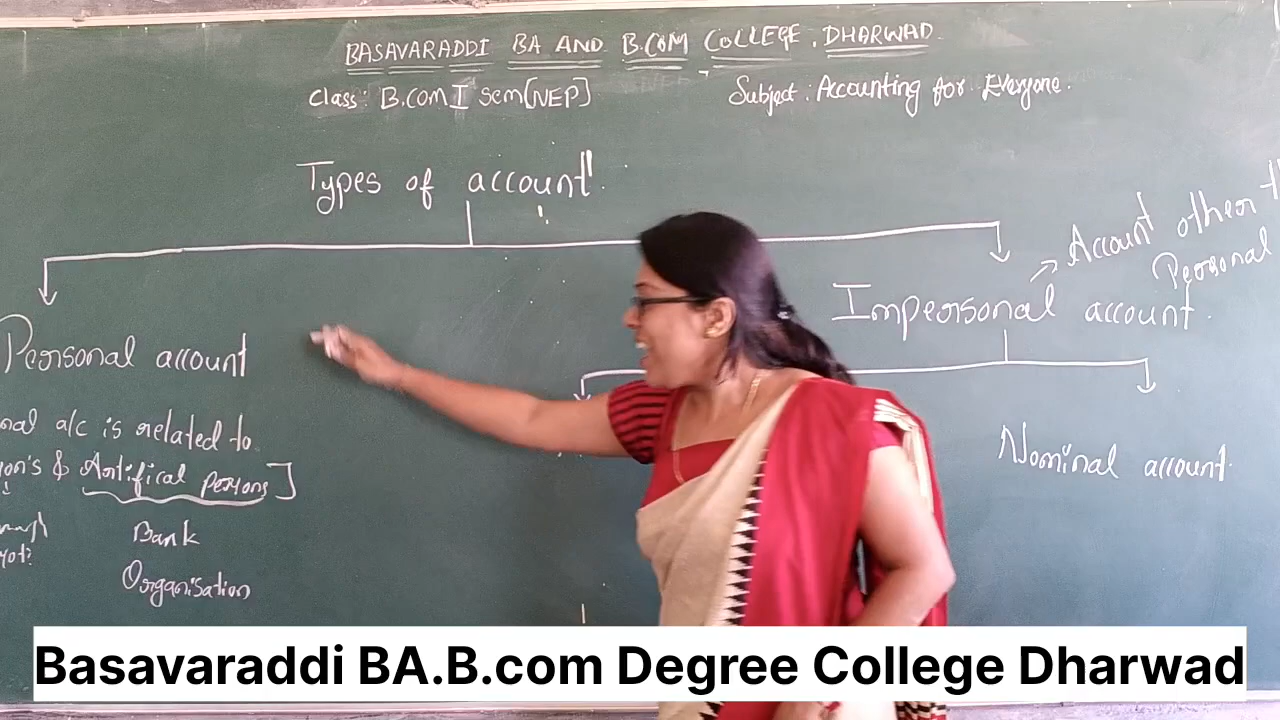 BASAVARADDI BA AND B.COM COLLEGE, DHARWAD.
Class: B.COM I Sem [NEP]
Subject: Accounting for Everyone.
Types of account"
Account other
Personal
Impersonal account.
Personal account
a/c is related to
& Artifical persons]
Nominal account.
Bank
Organisation
Basavaraddi BA.B.com Degree College Dharwad